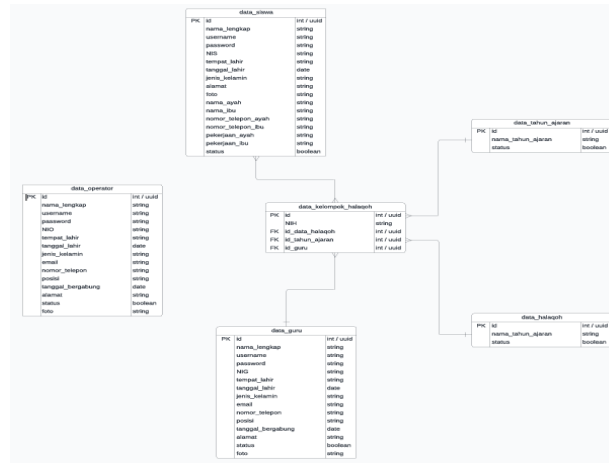 data_siswa
PK id int / uuid
nama_lengkap string
username string
password string
NIS string
tempat_lahir string
tanggal_lahir date
jenis_kelamin string
alamat string
foto string
nama_ayah string
nama_ibu string
nomor_telepon_ayah string
nomor_telepon_ibu string
pekerjaan_ayah string
pekerjaan_ibu string
status boolean
data_tahun_ajaran
PK id int / uuid
nama_tahun_ajaran string
status boolean
data_operator
PK id int / uuid
nama_lengkap string
username string
password string
NIO string
tempat_lahir string
tanggal_lahir date
jenis_kelamin string
email string
nomor_telepon string
posisi string
tanggal_bergabung date
alamat string
status boolean
foto string
data_kelompok_halaqoh
PK id int / uuid
NIH string
FK id_data_halaqoh int / uuid
FK id_tahun_ajaran int / uuid
FK id_guru int / uuid
data_halaqoh
PK id int / uuid
nama_tahun_ajaran string
status boolean
data_guru
PK id int / uuid
nama_lengkap string
username string
password string
NIG string
tempat_lahir string
tanggal_lahir date
jenis_kelamin string
email string
nomor_telepon string
posisi string
tanggal_bergabung date
alamat string
status boolean
foto string